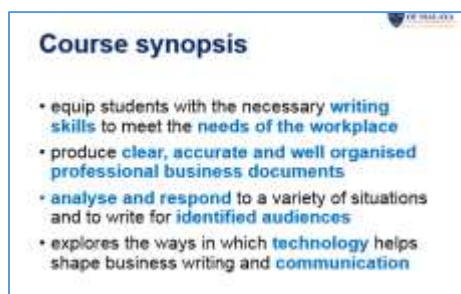 OF MALAYA
Course synopsis
• equip students with the necessary writing
skills to meet the needs of the workplace
• produce clear, accurate and well organised
professional business documents
• analyse and respond to a variety of situations
and to write for identified audiences
• explores the ways in which technology helps
shape business writing and communication